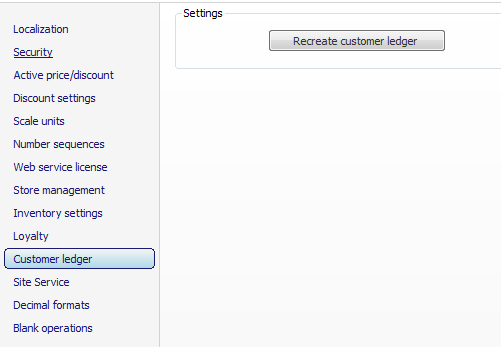 Settings
Recreate customer ledger
Localization
Security
Active price/discount
Discount settings
Scale units
Number sequences
Web service license
Store management
Inventory settings
Loyalty
Customer ledger
Site Service
Decimal formats
Blank operations